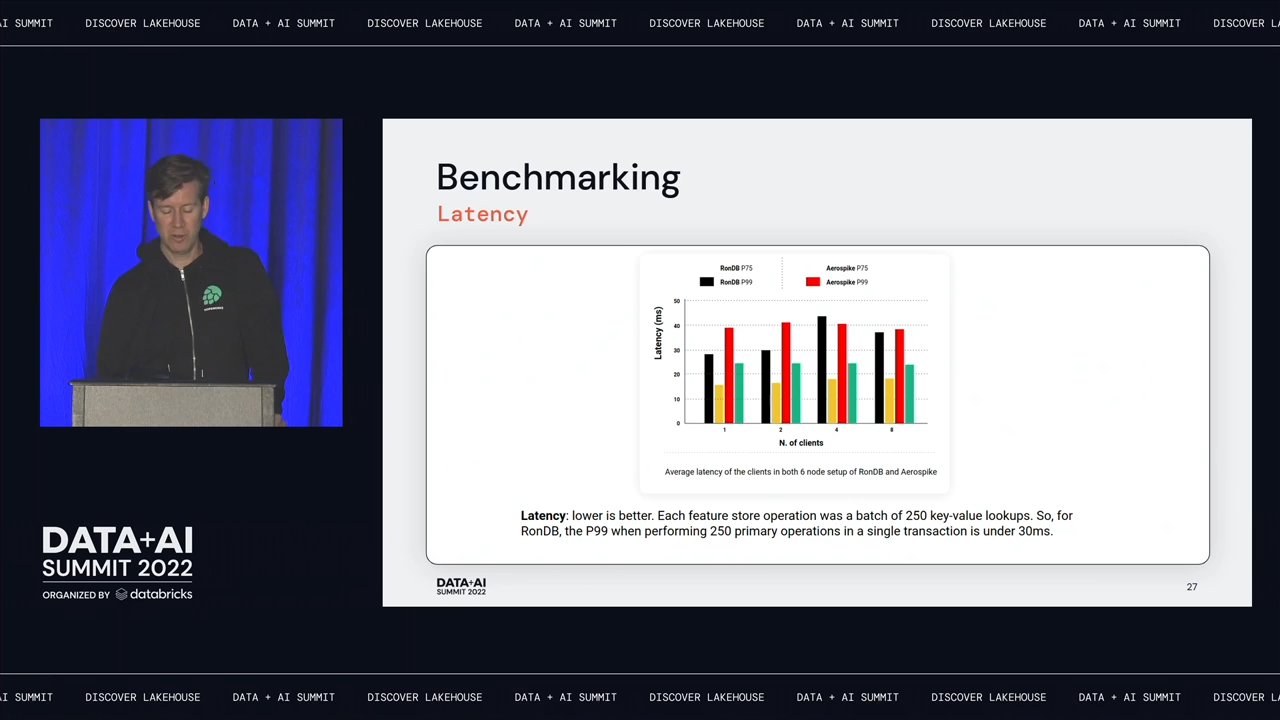 AI SUMMIT DISCOVER LAKEHOUSE DATA + AI SUMMIT DISCOVER LAKEHOUSE DATA + AI SUMMIT DISCOVER LAKEHOUSE DATA + AI SUMMIT DISCOVER LAKEHOUSE DATA + AI SUMMIT DISCOVER L
Benchmarking
Latency
RonDB P75 Aerospike P75
RonDB P99 Aerospike P99
Latency (ms)
50
40
30
20
10
0
1 2 4 8
N. of clients
Average latency of the clients in both 6 node setup of RonDB and Aerospike
Latency: lower is better. Each feature store operation was a batch of 250 key-value lookups. So, for
RonDB, the P99 when performing 250 primary operations in a single transaction is under 30ms.
DATA+AI
SUMMIT 2022
27
DATA+AI
SUMMIT 2022
ORGANIZED BY databricks
AI SUMMIT DISCOVER LAKEHOUSE DATA + AI SUMMIT DISCOVER LAKEHOUSE DATA + AI SUMMIT DISCOVER LAKEHOUSE DATA + AI SUMMIT DISCOVER LAKEHOUSE DATA + AI SUMMIT DISCOVER L